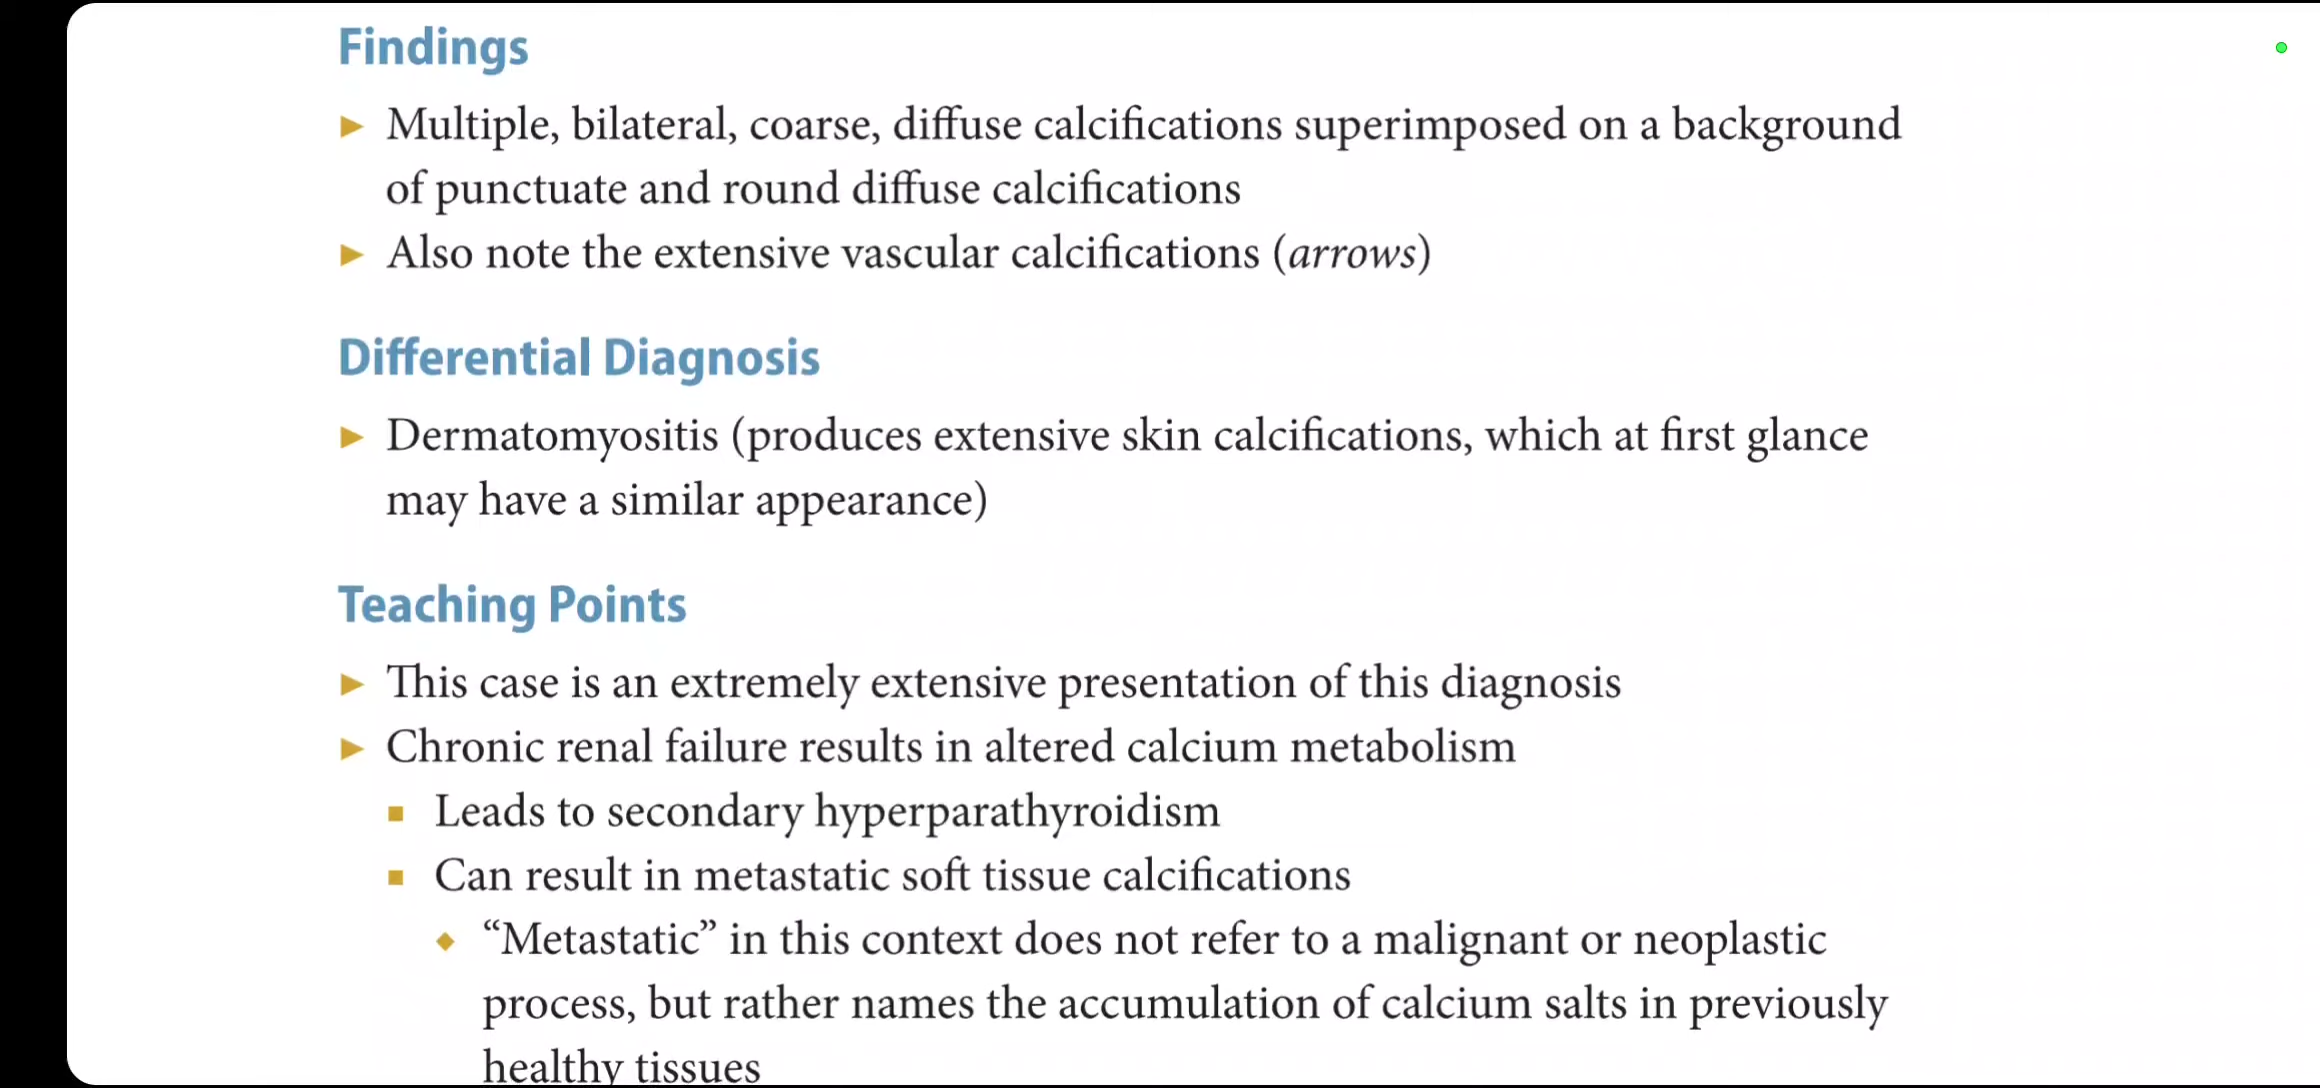 Findings
► Multiple, bilateral, coarse, diffuse calcifications superimposed on a background
of punctuate and round diffuse calcifications
► Also note the extensive vascular calcifications (arrows)
Differential Diagnosis
► Dermatomyositis (produces extensive skin calcifications, which at first glance
may have a similar appearance)
Teaching Points
► This case is an extremely extensive presentation of this diagnosis
► Chronic renal failure results in altered calcium metabolism
■ Leads to secondary hyperparathyroidism
■ Can result in metastatic soft tissue calcifications
◆ “Metastatic” in this context does not refer to a malignant or neoplastic
process, but rather names the accumulation of calcium salts in previously
healthy tissues